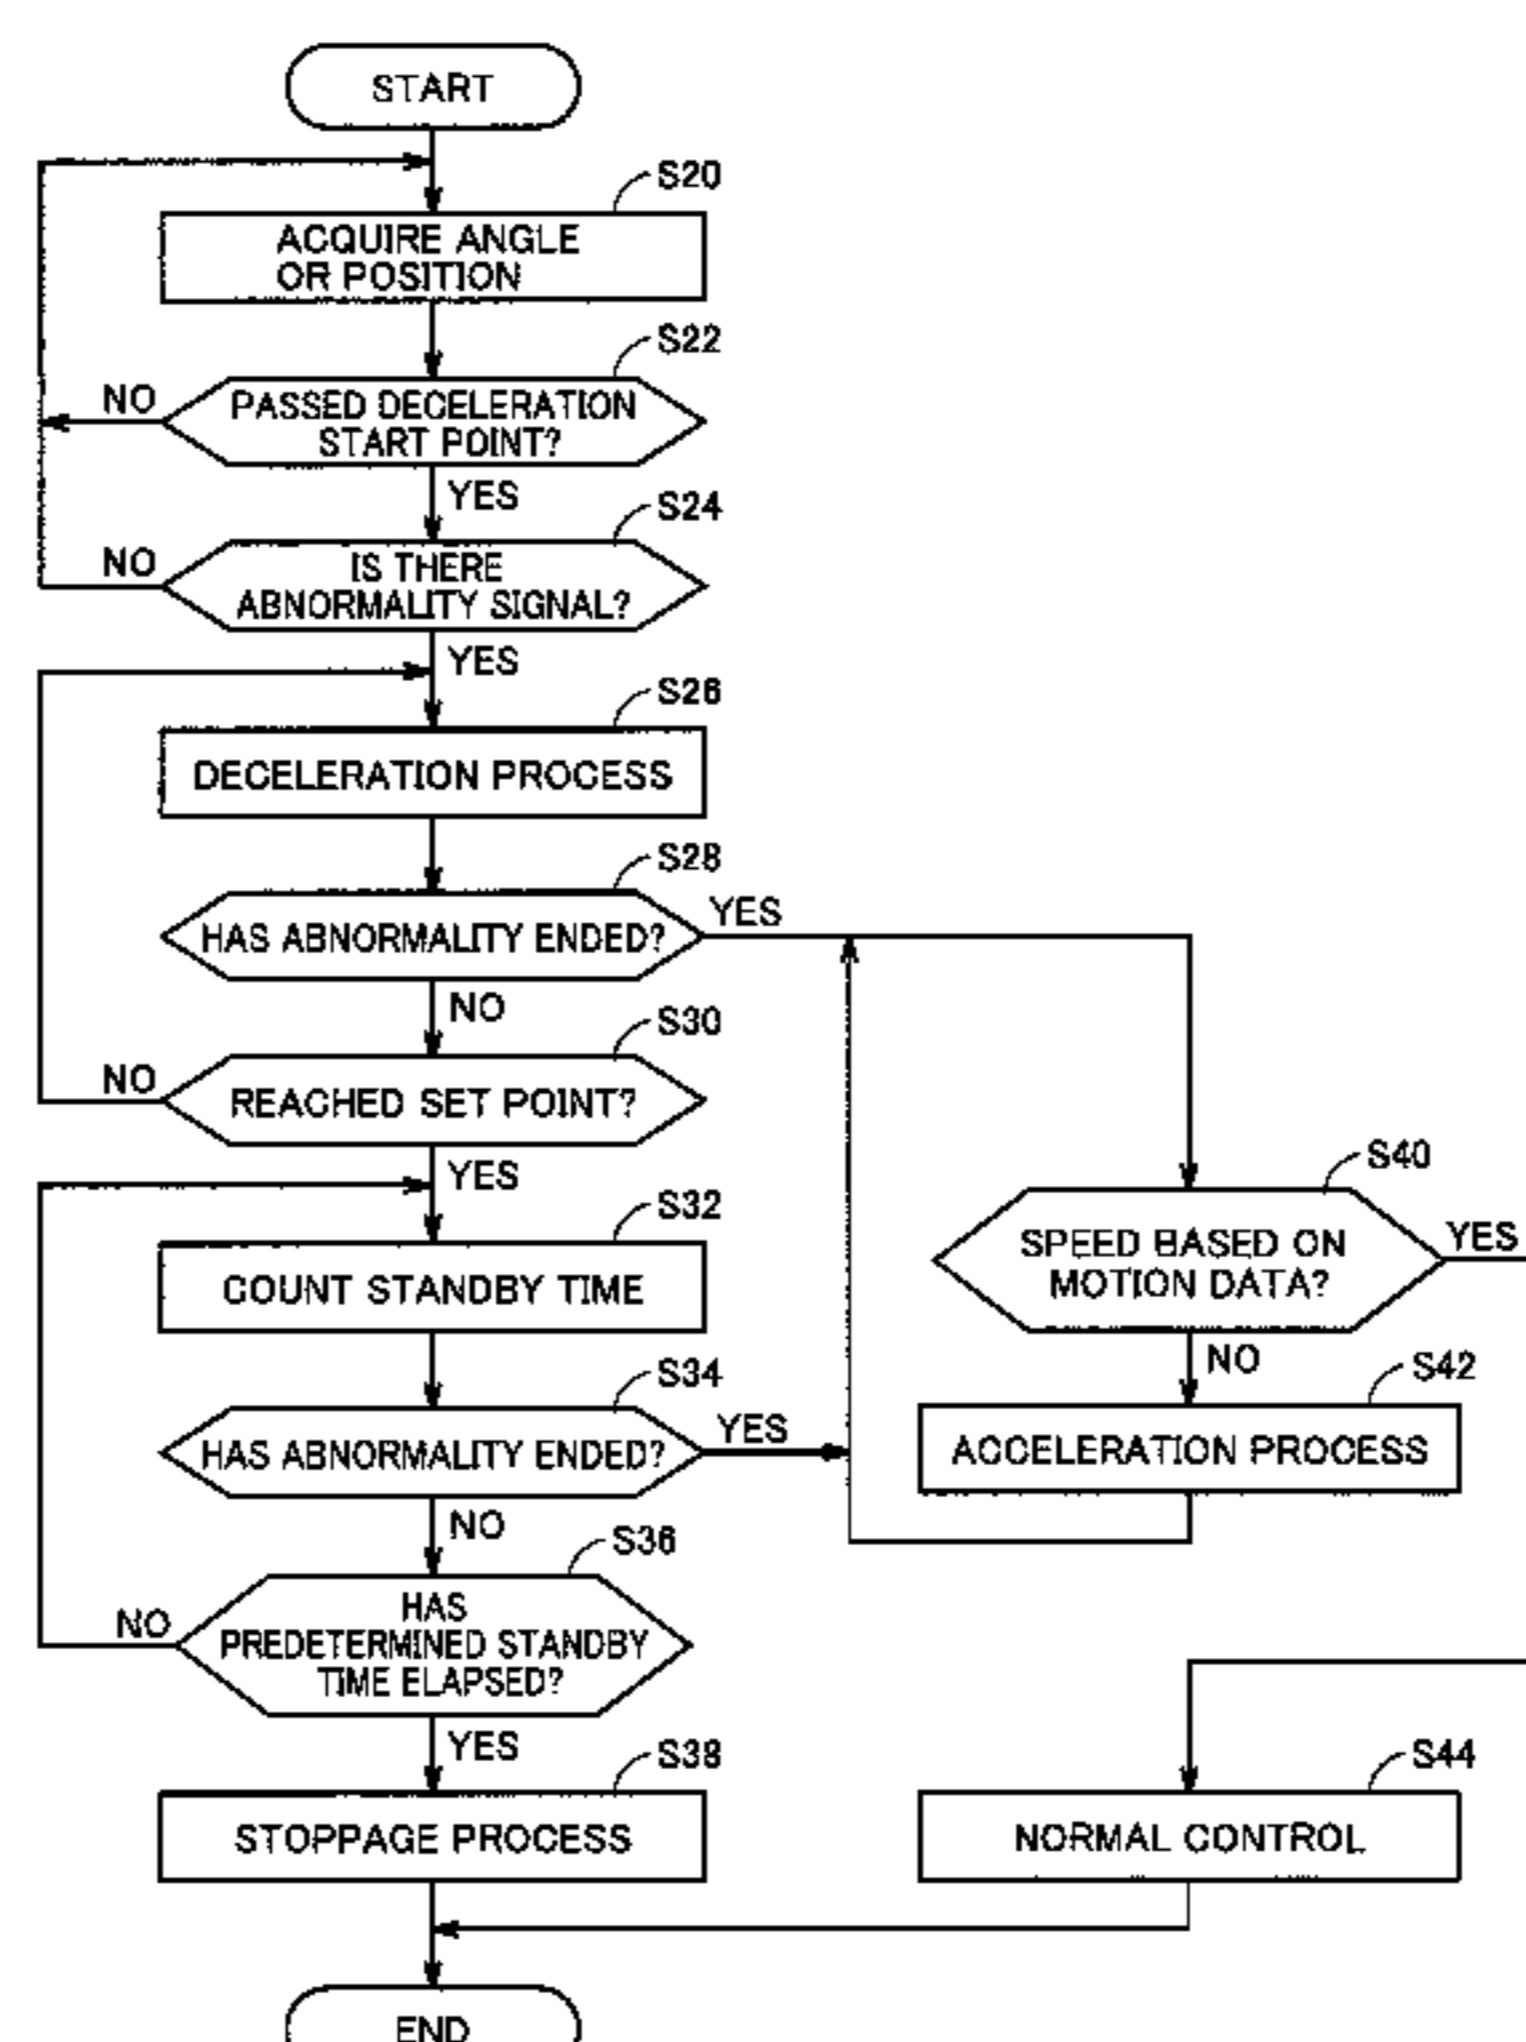 START
S20
ACQUIRE ANGLE
OR POSITION
S22
PASSED DECELERATION
START POINT?
NO
YES
S24
IS THERE
ABNORMALITY SIGNAL?
NO
YES
S26
DECELERATION PROCESS
S28
HAS ABNORMALITY ENDED?
YES
NO
S30
REACHED SET POINT?
NO
YES
S32
COUNT STANDBY TIME
S34
HAS ABNORMALITY ENDED?
YES
NO
S36
HAS
PREDETERMINED STANDBY
TIME ELAPSED?
NO
YES
S38
STOPPAGE PROCESS
S40
SPEED BASED ON
MOTION DATA?
YES
NO
S42
ACCELERATION PROCESS
S44
NORMAL CONTROL
END